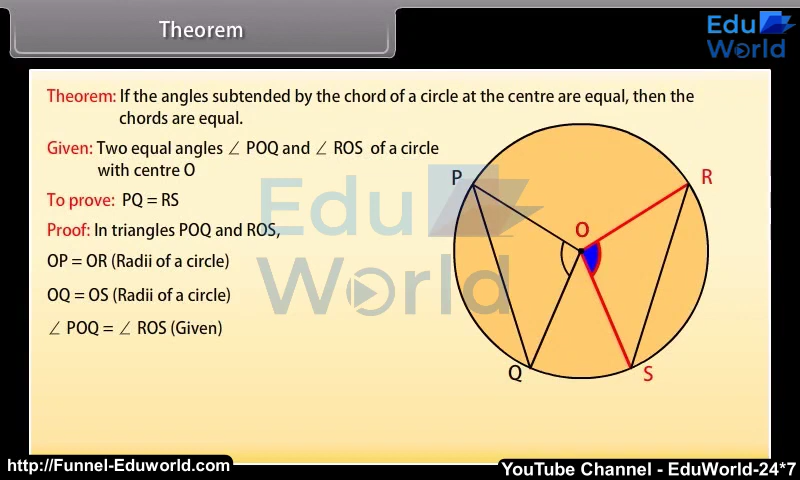 Theorem
Edu
World
Theorem: If the angles subtended by the chord of a circle at the centre are equal, then the
chords are equal.
Given: Two equal angles ∠ POQ and ∠ ROS of a circle
with centre O
To prove: PQ = RS
Proof: In triangles POQ and ROS,
OP = OR (Radii of a circle)
OQ = OS (Radii of a circle)
∠ POQ = ∠ ROS (Given)
P
R
O
Q
S
Edu
World
http://Funnel-Eduworld.com
YouTube Channel - EduWorld-24*7